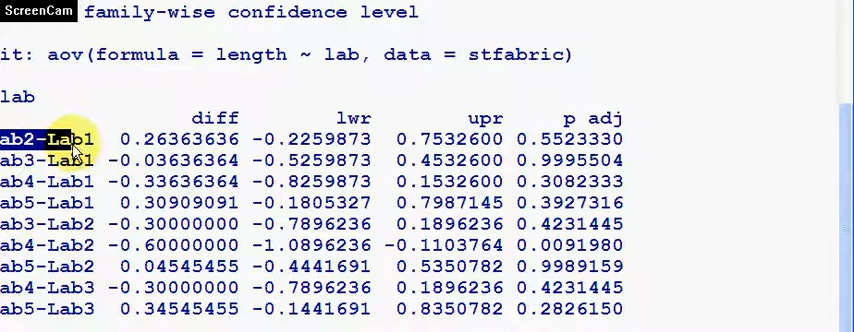 ScreenCam family-wise confidence level
it: aov(formula = length ~ lab, data = stfabric)
lab
diff lwr upr p adj
ab2-Lab1 0.26363636 -0.2259873 0.7532600 0.5523330
ab3-Lab1 -0.03636364 -0.5259873 0.4532600 0.9995504
ab4-Lab1 -0.33636364 -0.8259873 0.1532600 0.3082333
ab5-Lab1 0.30909091 -0.1805327 0.7987145 0.3927316
ab3-Lab2 -0.30000000 -0.7896236 0.1896236 0.4231445
ab4-Lab2 -0.60000000 -1.0896236 -0.1103764 0.0091980
ab5-Lab2 0.04545455 -0.4441691 0.5350782 0.9989159
ab4-Lab3 -0.30000000 -0.7896236 0.1896236 0.4231445
ab5-Lab3 0.34545455 -0.1441691 0.8350782 0.2826150